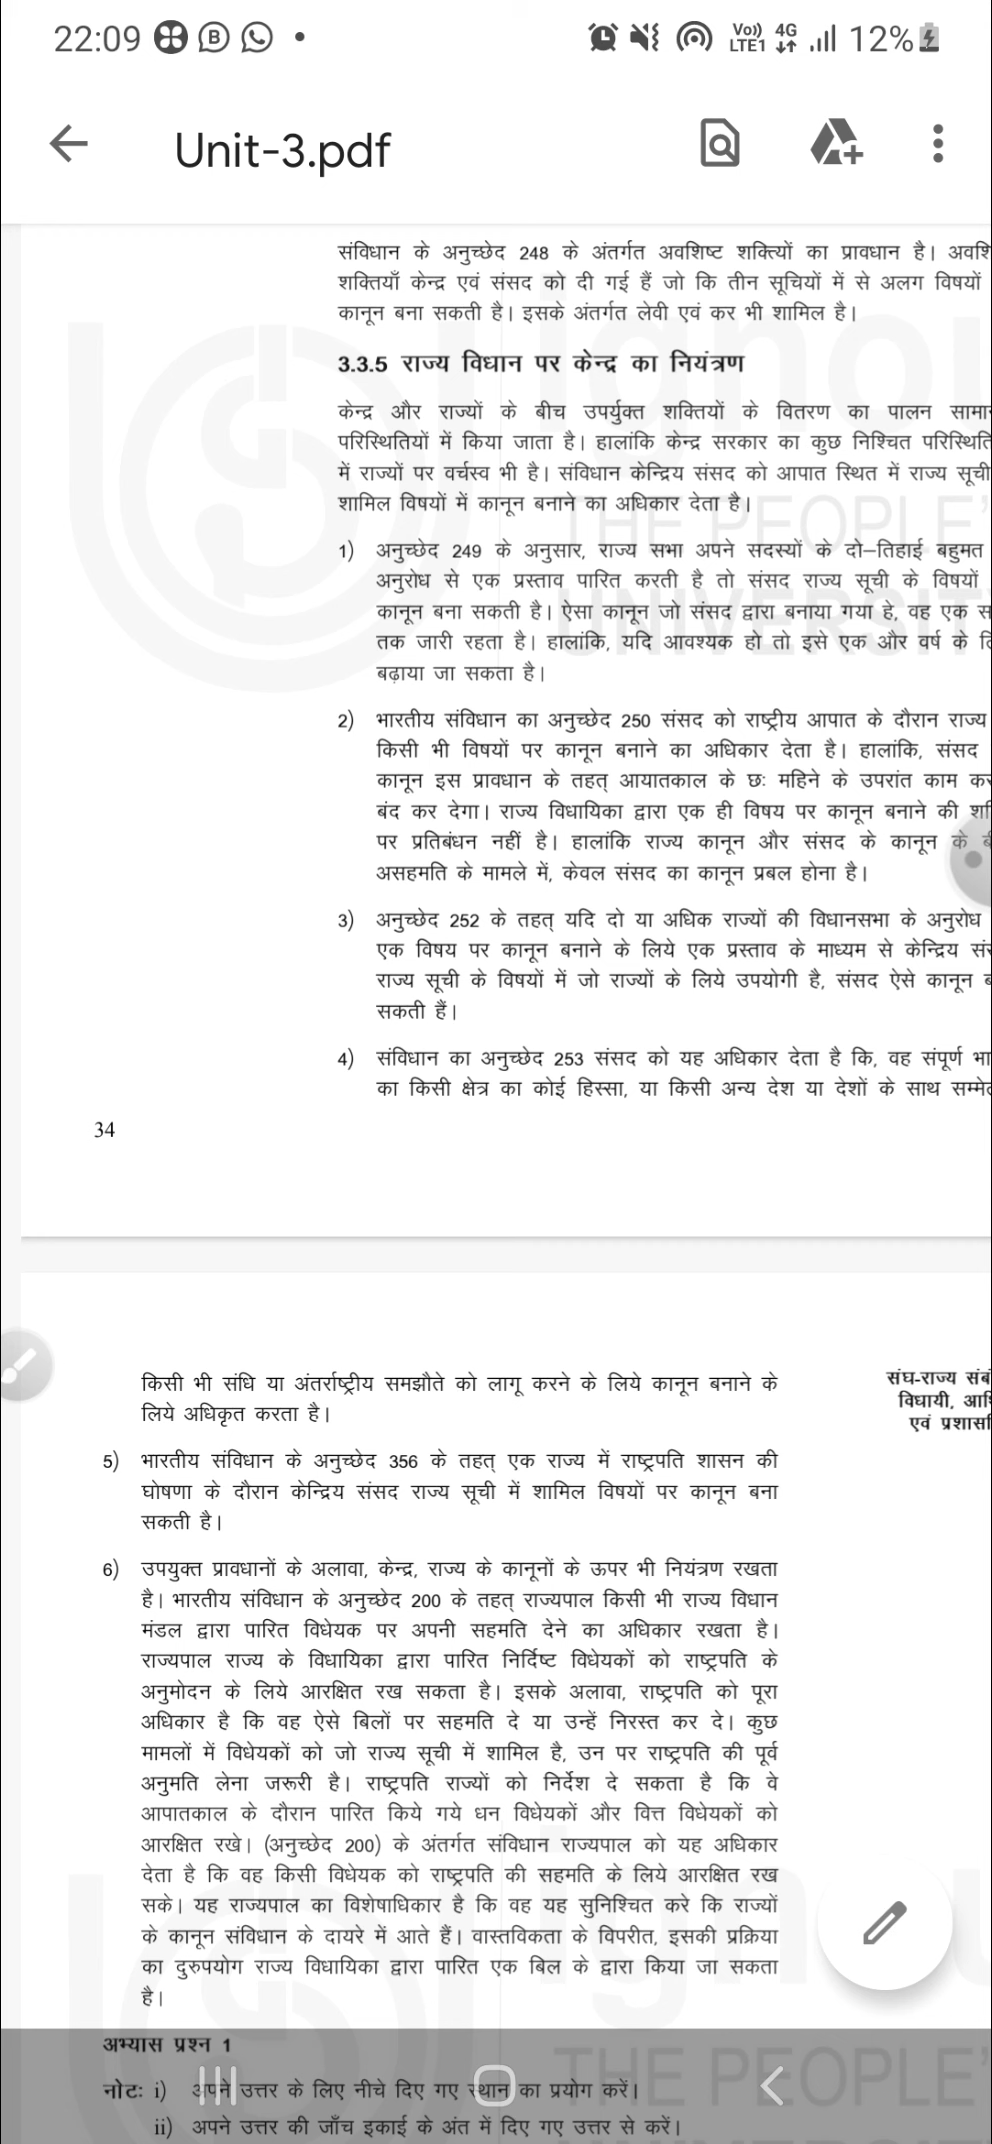 22:09
Vo)) LTE1 4G 12%
Unit-3.pdf
संविधान के अनुच्छेद 248 के अंतर्गत अवशिष्ट शक्तियों का प्रावधान है। अवशि
शक्तियाँ केन्द्र एवं संसद को दी गई हैं जो कि तीन सूचियों में से अलग विषयों
कानून बना सकती है। इसके अंतर्गत लेवी एवं कर भी शामिल है।
3.3.5 राज्य विधान पर केन्द्र का नियंत्रण
केन्द्र और राज्यों के बीच उपर्युक्त शक्तियों के वितरण का पालन सामा
परिस्थितियों में किया जाता है। हालांकि केन्द्र सरकार का कुछ निश्चित परिस्थिति
में राज्यों पर वर्चस्व भी है। संविधान केन्द्रिय संसद को आपात स्थित में राज्य सूची
शामिल विषयों में कानून बनाने का अधिकार देता है।
1) अनुच्छेद 249 के अनुसार, राज्य सभा अपने सदस्यों के दो–तिहाई बहुमत
अनुरोध से एक प्रस्ताव पारित करती है तो संसद राज्य सूची के विषयों
कानून बना सकती है। ऐसा कानून जो संसद द्वारा बनाया गया हे, वह एक स
तक जारी रहता है। हालांकि, यदि आवश्यक हो तो इसे एक और वर्ष के लि
बढ़ाया जा सकता है।
2) भारतीय संविधान का अनुच्छेद 250 संसद को राष्ट्रीय आपात के दौरान राज्य
किसी भी विषयों पर कानून बनाने का अधिकार देता है। हालांकि, संसद
कानून इस प्रावधान के तहत् आयातकाल के छः महिने के उपरांत काम कर
बंद कर देगा। राज्य विधायिका द्वारा एक ही विषय पर कानून बनाने की शि
पर प्रतिबंधन नहीं है। हालांकि राज्य कानून और संसद के कानून के
असहमति के मामले में, केवल संसद का कानून प्रबल होना है।
3) अनुच्छेद 252 के तहत् यदि दो या अधिक राज्यों की विधानसभा के अनुरोध
एक विषय पर कानून बनाने के लिये एक प्रस्ताव के माध्यम से केन्द्रिय सं
राज्य सूची के विषयों में जो राज्यों के लिये उपयोगी है, संसद ऐसे कानून ब
सकती हैं।
4) संविधान का अनुच्छेद 253 संसद को यह अधिकार देता है कि, वह संपूर्ण भा
का किसी क्षेत्र का कोई हिस्सा, या किसी अन्य देश या देशों के साथ सम्मे
34
किसी भी संधि या अंतर्राष्ट्रीय समझौते को लागू करने के लिये कानून बनाने के
लिये अधिकृत करता है।
संघ-राज्य संबं
विधायी, आर्थि
एवं प्रशास
5) भारतीय संविधान के अनुच्छेद 356 के तहत् एक राज्य में राष्ट्रपति शासन की
घोषणा के दौरान केन्द्रिय संसद राज्य सूची में शामिल विषयों पर कानून बना
सकती है।
6) उपयुक्त प्रावधानों के अलावा, केन्द्र, राज्य के कानूनों के ऊपर भी नियंत्रण रखता
है। भारतीय संविधान के अनुच्छेद 200 के तहत् राज्यपाल किसी भी राज्य विधान
मंडल द्वारा पारित विधेयक पर अपनी सहमति देने का अधिकार रखता है।
राज्यपाल राज्य के विधायिका द्वारा पारित निर्दिष्ट विधेयकों को राष्ट्रपति के
अनुमोदन के लिये आरक्षित रख सकता है। इसके अलावा, राष्ट्रपति को पूरा
अधिकार है कि वह ऐसे बिलों पर सहमति दे या उन्हें निरस्त कर दे। कुछ
मामलों में विधेयकों को जो राज्य सूची में शामिल है, उन पर राष्ट्रपति की पूर्व
अनुमति लेना जरूरी है। राष्ट्रपति राज्यों को निर्देश दे सकता है कि वे
आपातकाल के दौरान पारित किये गये धन विधेयकों और वित्त विधेयकों को
आरक्षित रखे। (अनुच्छेद 200) के अंतर्गत संविधान राज्यपाल को यह अधिकार
देता है कि वह किसी विधेयक को राष्ट्रपति की सहमति के लिये आरक्षित रख
सके। यह राज्यपाल का विशेषाधिकार है कि वह यह सुनिश्चित करे कि राज्यों
के कानून संविधान के दायरे में आते हैं। वास्तविकता के विपरीत, इसकी प्रक्रिया
का दुरुपयोग राज्य विधायिका द्वारा पारित एक बिल के द्वारा किया जा सकता
है।
अभ्यास प्रश्न 1
नोटः i) अपने उत्तर के लिए नीचे दिए गए स्थान का प्रयोग करें।
ii) अपने उत्तर की जाँच इकाई के अंत में दिए गए उत्तर से करें।